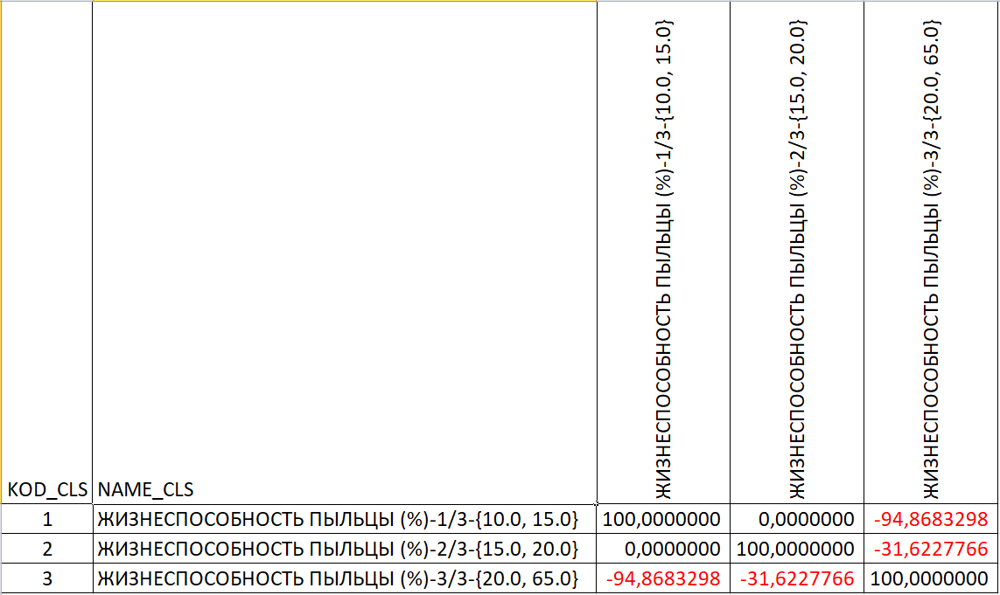 KOD_CLS NAME_CLS ЖИЗНЕСПОСОБНОСТЬ ПЫЛЬЦЫ (%)-1/3-{10.0, 15.0} ЖИЗНЕСПОСОБНОСТЬ ПЫЛЬЦЫ (%)-2/3-{15.0, 20.0} ЖИЗНЕСПОСОБНОСТЬ ПЫЛЬЦЫ (%)-3/3-{20.0, 65.0}
1 ЖИЗНЕСПОСОБНОСТЬ ПЫЛЬЦЫ (%)-1/3-{10.0, 15.0} 100,0000000 0,0000000 -94,8683298
2 ЖИЗНЕСПОСОБНОСТЬ ПЫЛЬЦЫ (%)-2/3-{15.0, 20.0} 0,0000000 100,0000000 -31,6227766
3 ЖИЗНЕСПОСОБНОСТЬ ПЫЛЬЦЫ (%)-3/3-{20.0, 65.0} -94,8683298 -31,6227766 100,0000000